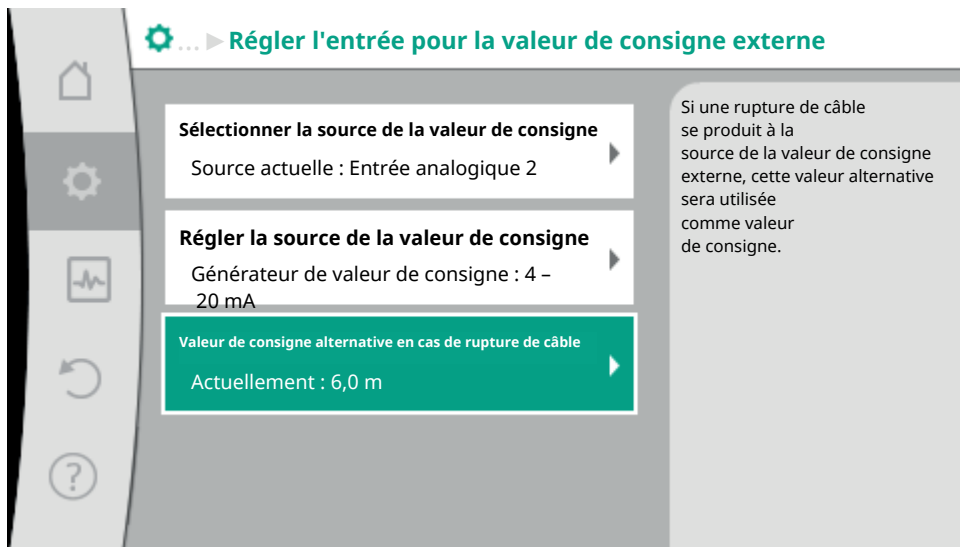 ... ▶ Régler l'entrée pour la valeur de consigne externe
Sélectionner la source de la valeur de consigne
Source actuelle : Entrée analogique 2
Régler la source de la valeur de consigne
Générateur de valeur de consigne : 4 –
20 mA
Valeur de consigne alternative en cas de rupture de câble
Actuellement : 6,0 m
Si une rupture de câble
se produit à la
source de la valeur de consigne
externe, cette valeur alternative
sera utilisée
comme valeur
de consigne.
?